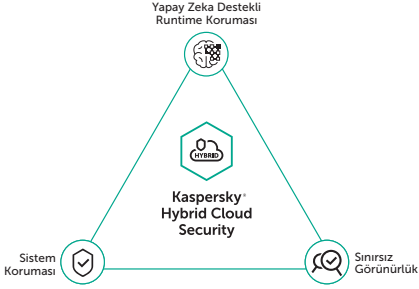 Yapay Zeka Destekli
Runtime Koruması
HYBRID
Kaspersky®
Hybrid Cloud
Security
Sistem
Koruması
Sınırsız
Görünürlük